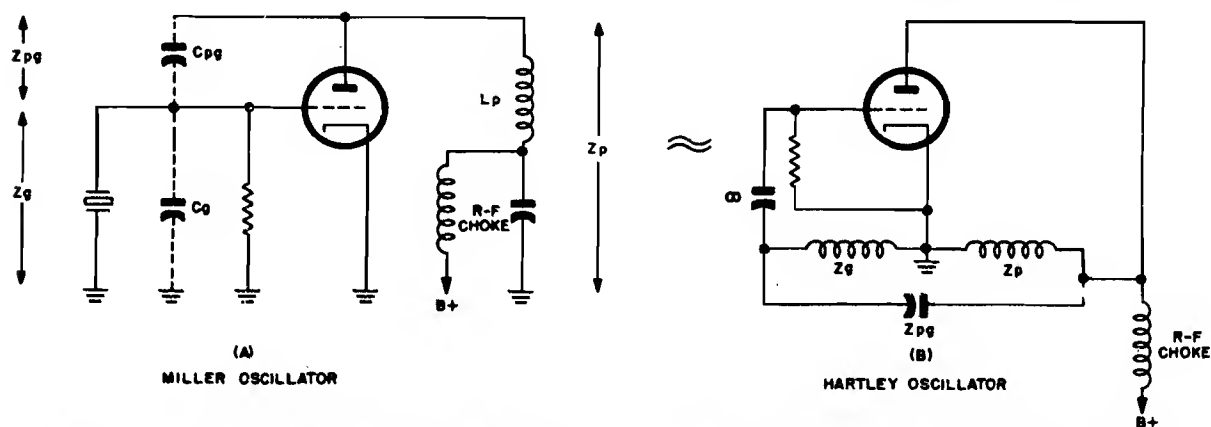 Zpg
Cpg
Lp
Zg
Cg
R-F
CHOKE
B+
Zp
(A)
MILLER OSCILLATOR
≈
∞
Zg
Zp
Zpg
(B)
HARTLEY OSCILLATOR
R-F
CHOKE
B+